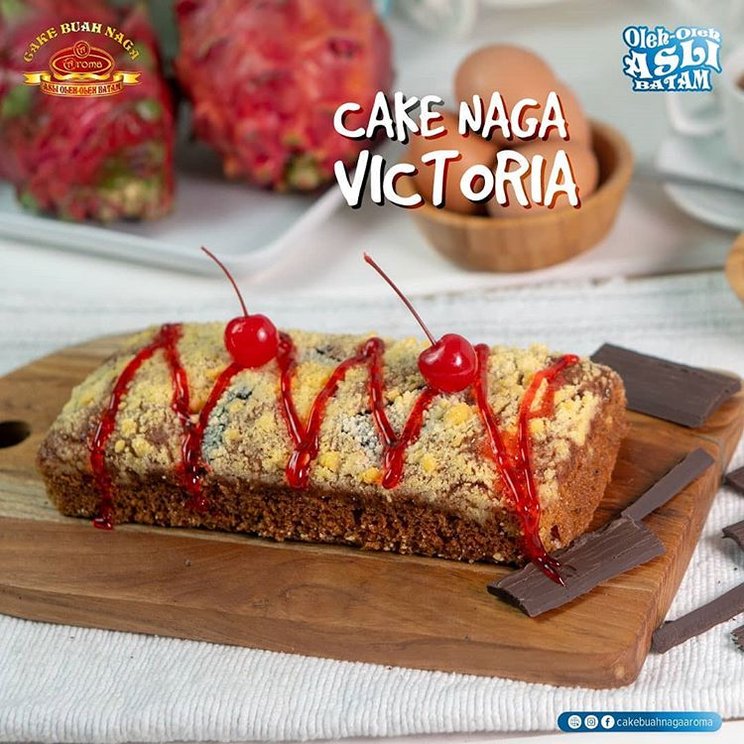 CAKE BUAH NAGA
Aroma
ASLI OLEH-OLEH BATAM
Oleh-Oleh
ASLI
BATAM
CAKE NAGA
VICTORIA
cakebuahnagaaroma